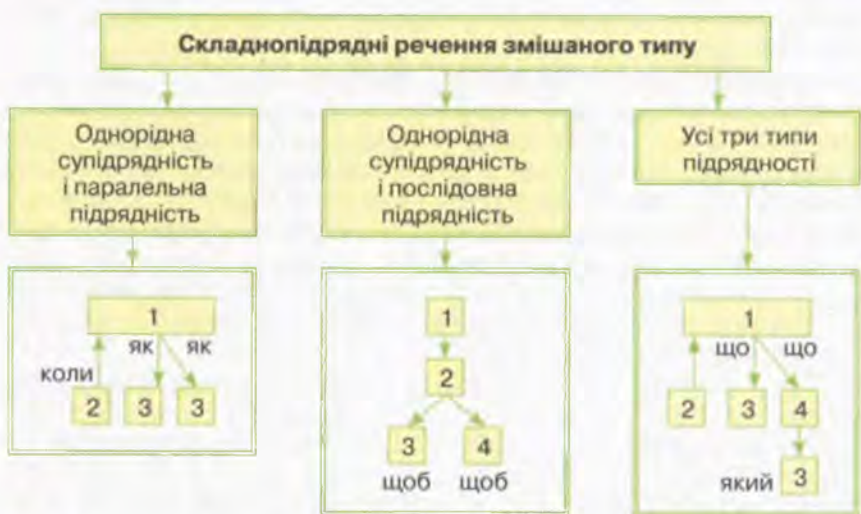 Складнопідрядні речення змішаного типу
Однорідна
супідрядність
і паралельна
підрядність
Однорідна
супідрядність
і послідовна
підрядність
Усі три типи
підрядності
1
як як
коли
2 3 3
1
2
3 4
щоб щоб
1
що що
2 3 4
який 3